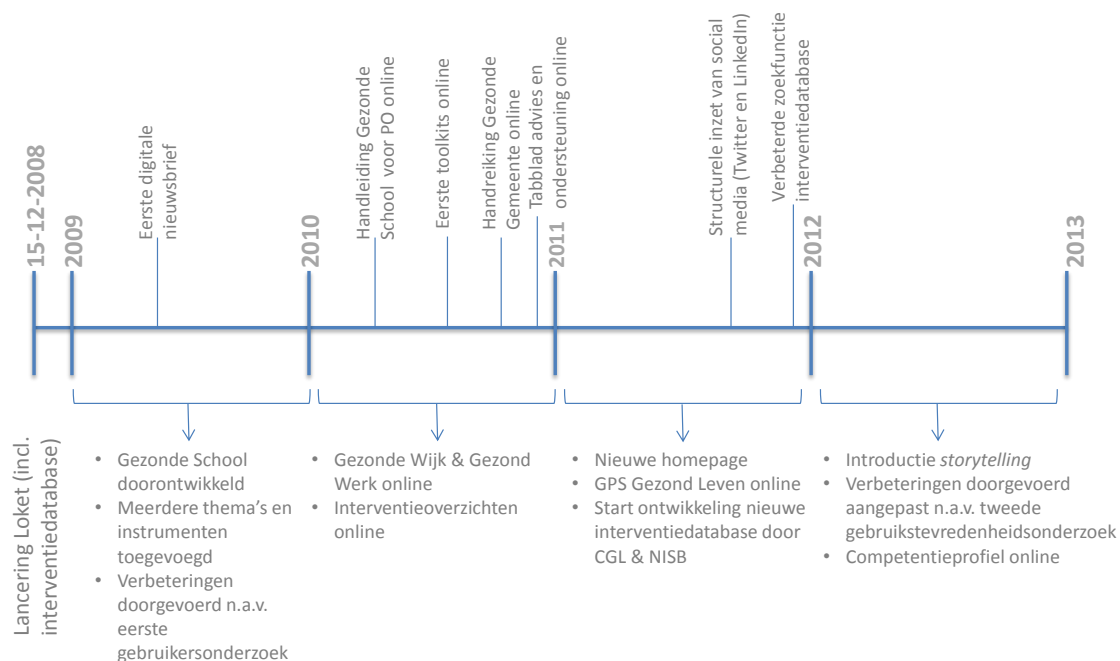 15-12-2008
2009
Eerste digitale
nieuwsbrief
2010
Handleiding Gezonde
School voor PO online
Eerste toolkits online
Handreiking Gezonde
Gemeente online
Tabblad advies en
ondersteuning online
2011
Structurele inzet van social
media (Twitter en LinkedIn)
Verbeterde zoekfunctie
interventiedatabase
2012
2013
Lancering Loket (incl.
interventiedatabase)
• Gezonde School
doorontwikkeld
• Meerdere thema's en
instrumenten
toegevoegd
• Verbeteringen
doorgevoerd n.a.v.
eerste
gebruikersonderzoek
• Gezonde Wijk & Gezond
Werk online
• Interventieoverzichten
online
• Nieuwe homepage
• GPS Gezond Leven online
• Start ontwikkeling nieuwe
interventiedatabase door
CGL & NISB
• Introductie storytelling
• Verbeteringen doorgevoerd
aangepast n.a.v. tweede
gebruikstevredenheidsonderzoek
• Competentieprofiel online